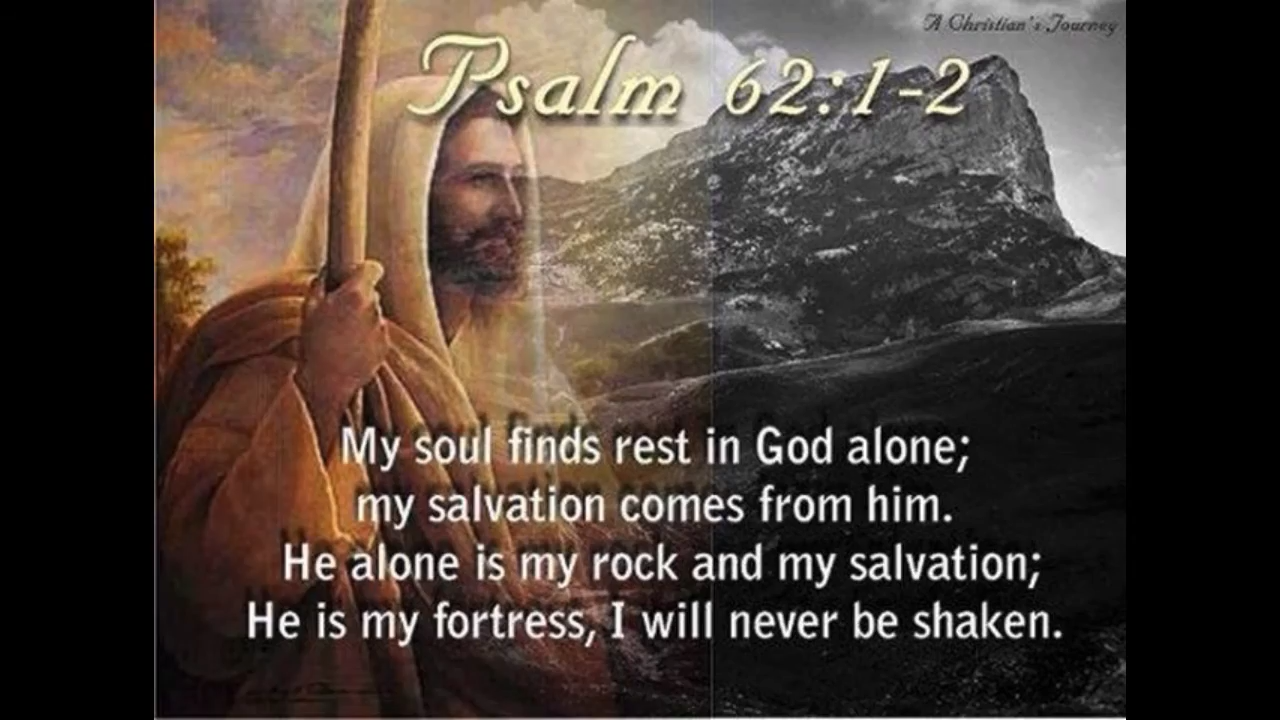 A Christian's Journey
Psalm 62:1-2
My soul finds rest in God alone;
my salvation comes from him.
He alone is my rock and my salvation;
He is my fortress, I will never be shaken.